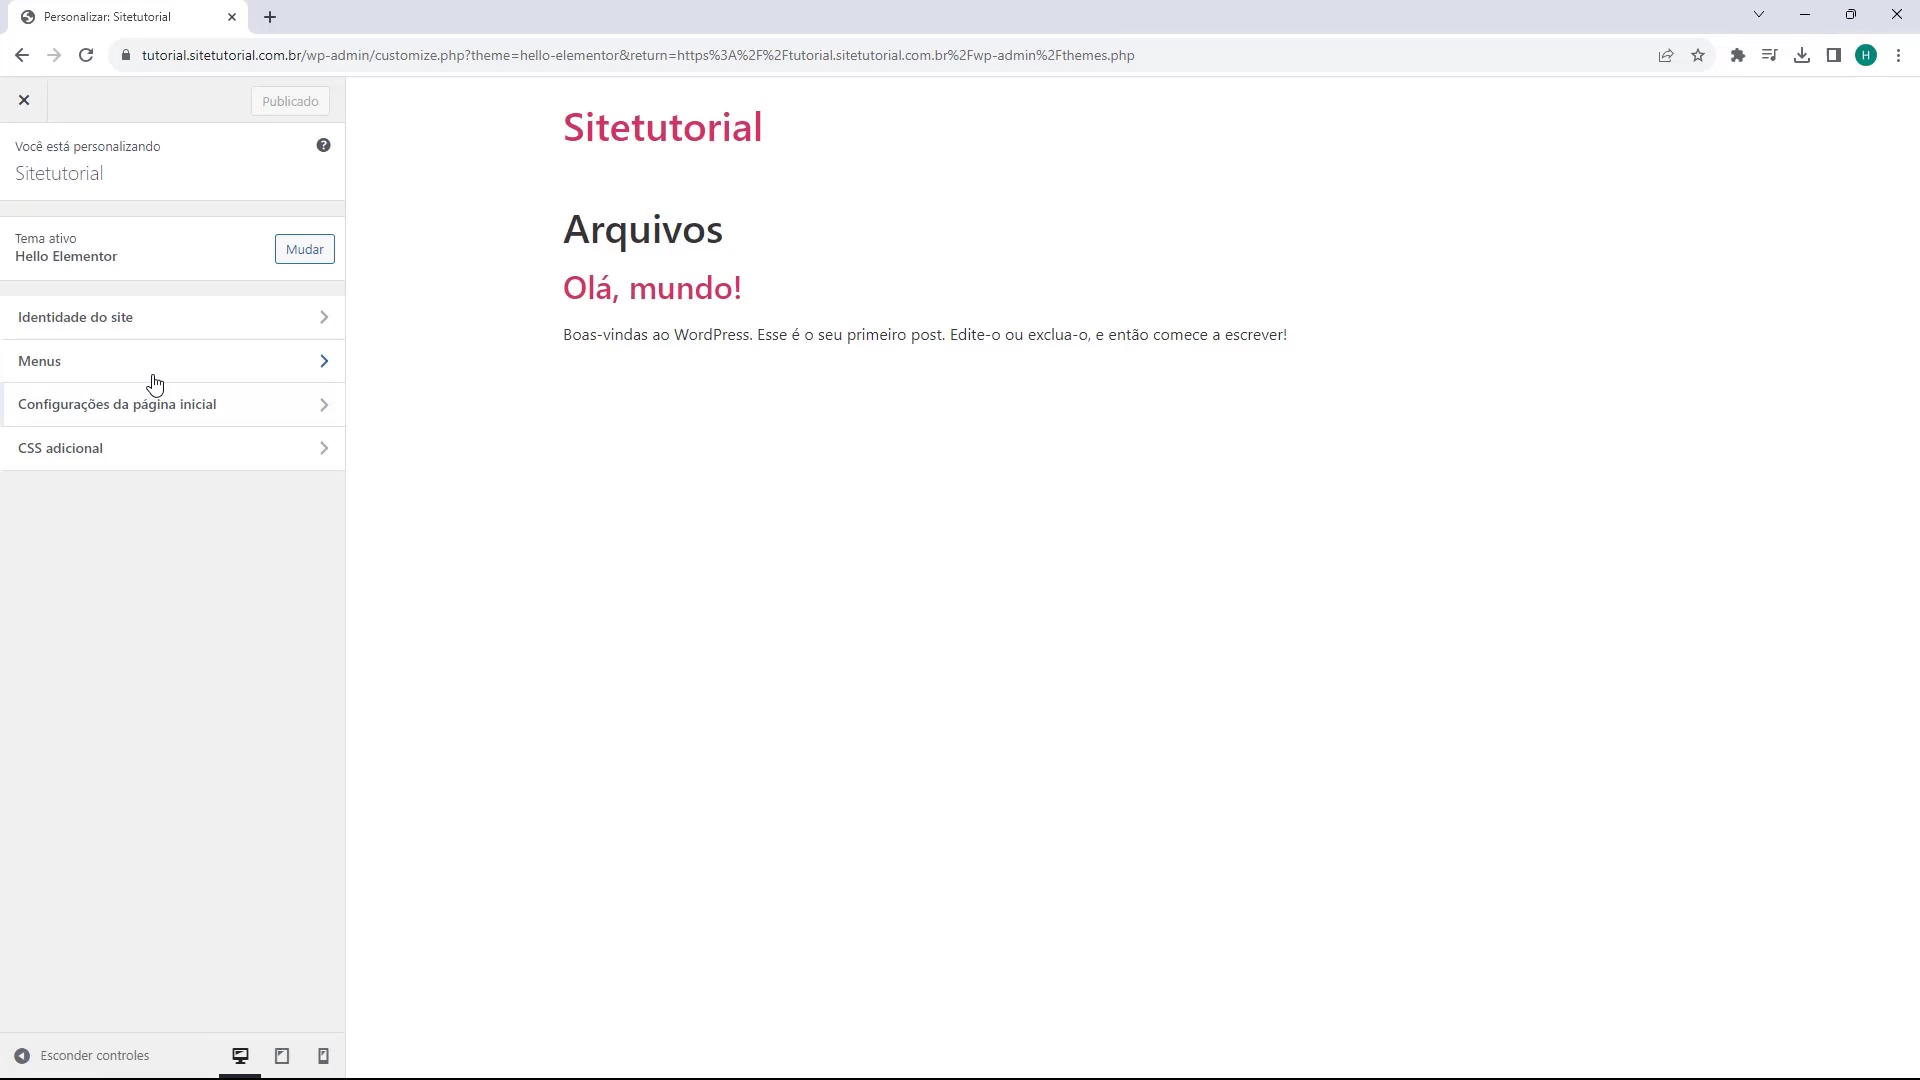 Personalizar: Sitetutorial
tutorial.sitetutorial.com.br/wp-admin/customize.php?theme=hello-elementor&return=https%3A%2F%2Ftutorial.sitetutorial.com.br%2Fwp-admin%2Fthemes.php
H
Publicado
Você está personalizando
Sitetutorial
Tema ativo
Hello Elementor
Mudar
Identidade do site
Menus
Configurações da página inicial
CSS adicional
Esconder controles
Sitetutorial
Arquivos
Olá, mundo!
Boas-vindas ao WordPress. Esse é o seu primeiro post. Edite-o ou exclua-o, e então comece a escrever!